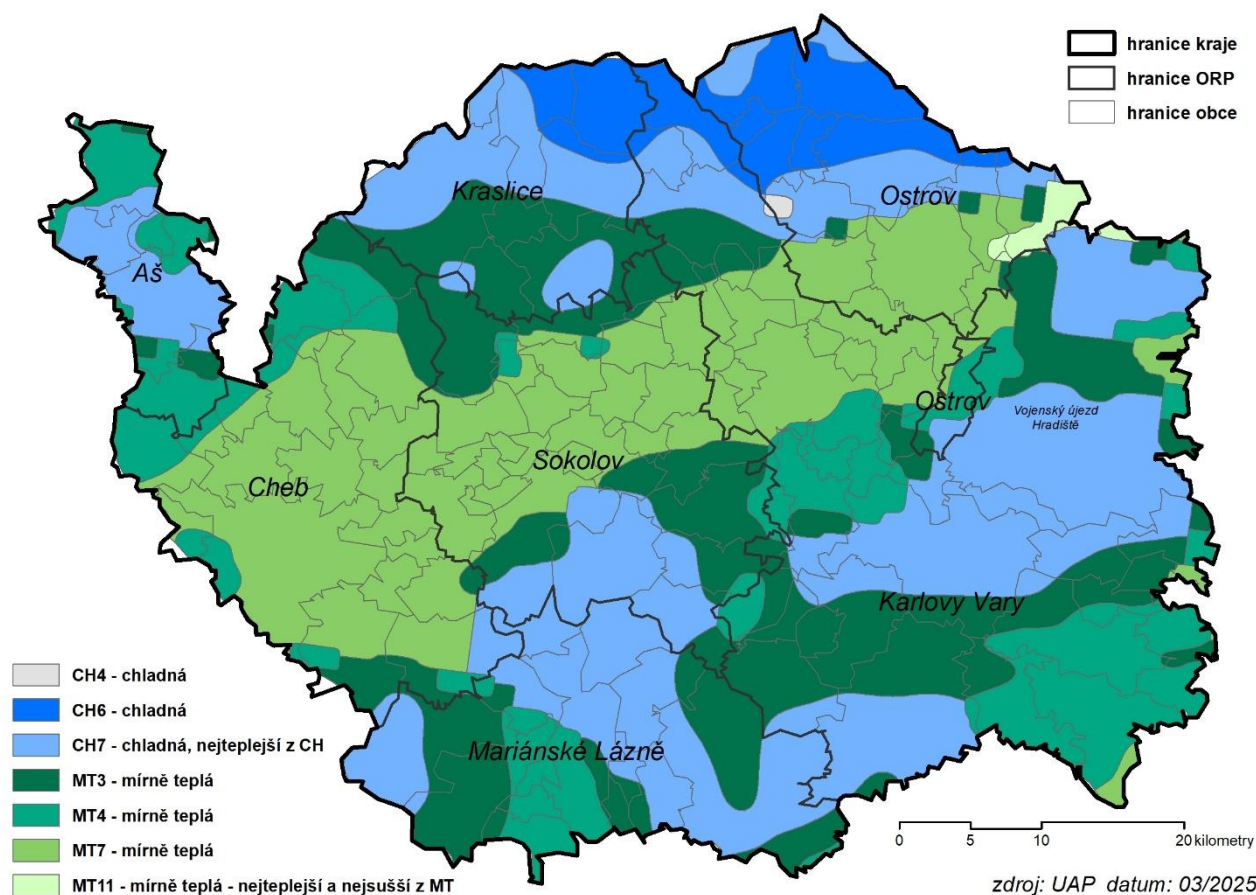 hranice kraje
hranice ORP
hranice obce
Kraslice
Ostrov
Aš
Ostrov
Vojenský újezd
Hradiště
Sokolov
Cheb
Karlovy Vary
Mariánské Lázně
CH4 - chladná
CH6 - chladná
CH7 - chladná, nejteplejší z CH
MT3 - mírně teplá
MT4 - mírně teplá
MT7 - mírně teplá
MT11 - mírně teplá - nejteplejší a nejsušší z MT
0 5 10 20 kilometry
zdroj: UAP datum: 03/2025